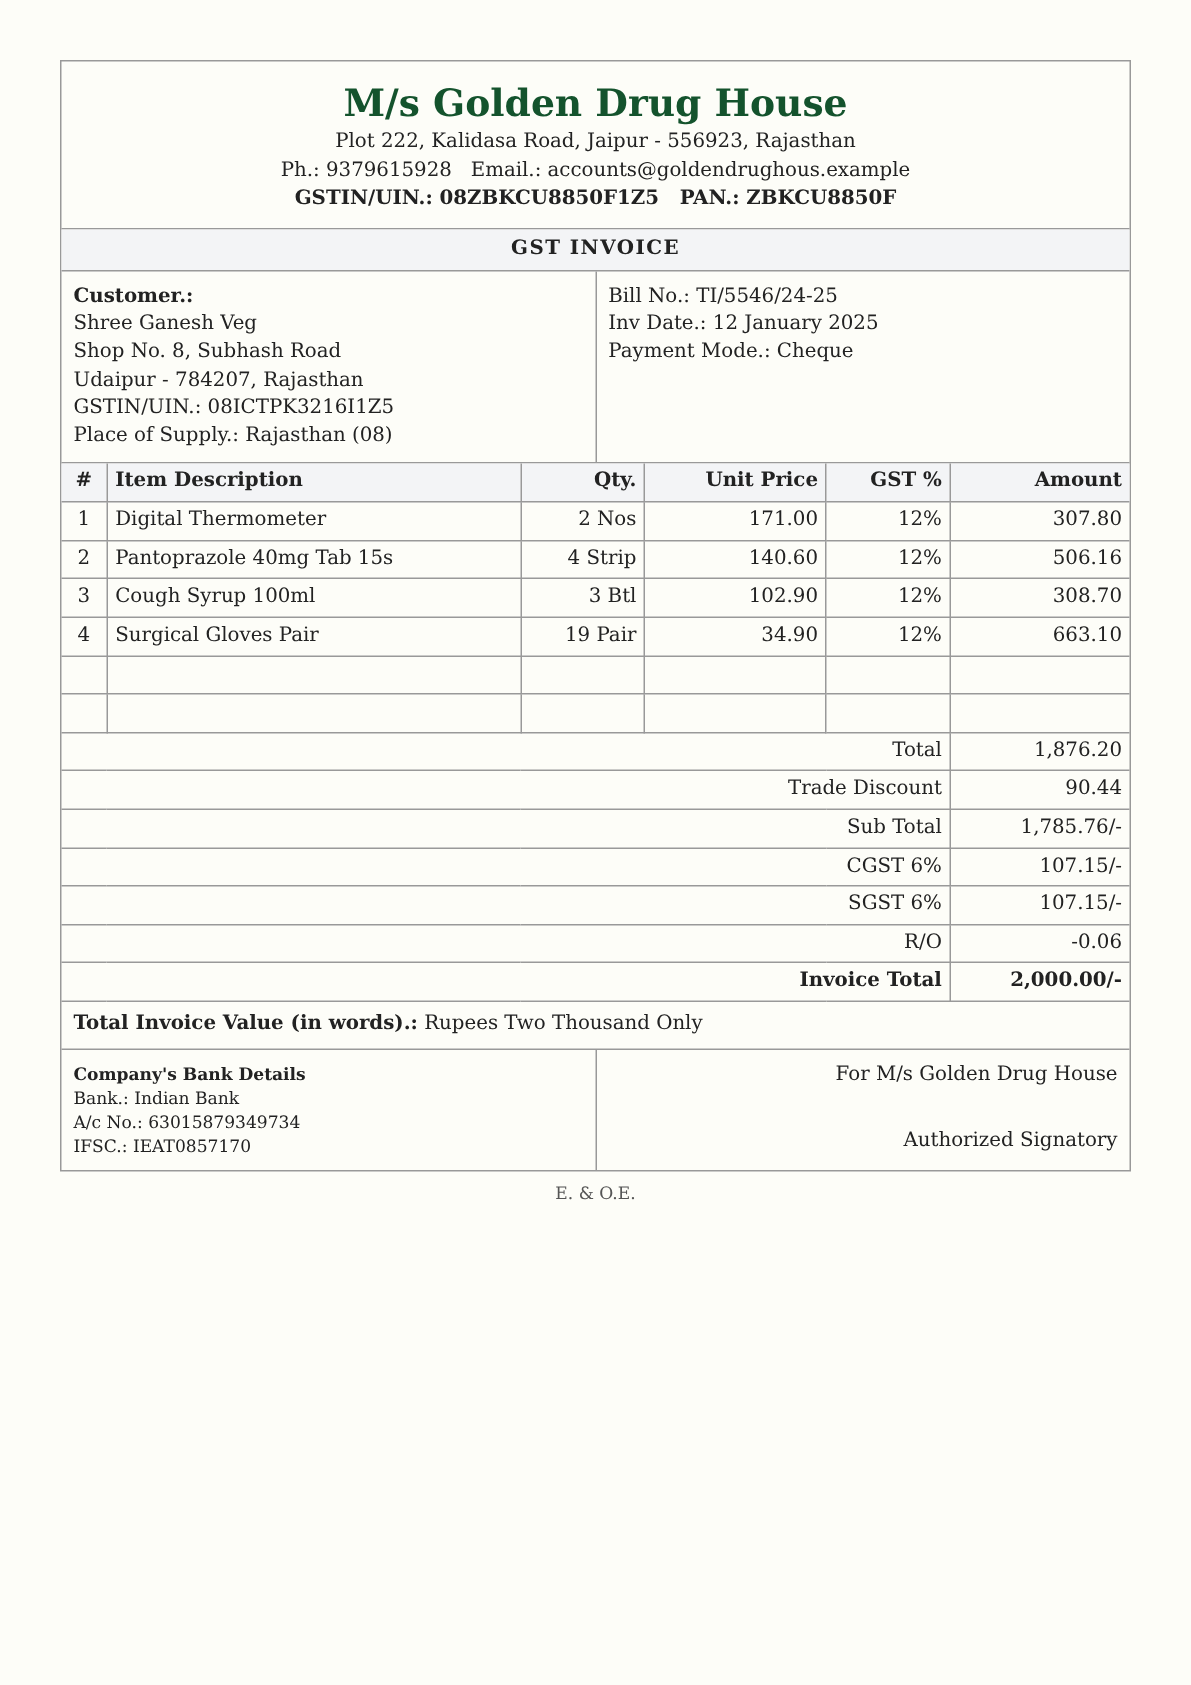 M/s Golden Drug House
Plot 222, Kalidasa Road, Jaipur - 556923, Rajasthan
Ph.: 9379615928 Email.: accounts@goldendrughous.example
GSTIN/UIN.: 08ZBKCU8850F1Z5 PAN.: ZBKCU8850F
GST INVOICE
Customer.:
Shree Ganesh Veg
Shop No. 8, Subhash Road
Udaipur - 784207, Rajasthan
GSTIN/UIN.: 08ICTPK3216I1Z5
Place of Supply.: Rajasthan (08)
Bill No.: TI/5546/24-25
Inv Date.: 12 January 2025
Payment Mode.: Cheque
# Item Description Qty. Unit Price GST % Amount
1 Digital Thermometer 2 Nos 171.00 12% 307.80
2 Pantoprazole 40mg Tab 15s 4 Strip 140.60 12% 506.16
3 Cough Syrup 100ml 3 Btl 102.90 12% 308.70
4 Surgical Gloves Pair 19 Pair 34.90 12% 663.10
Total 1,876.20
Trade Discount 90.44
Sub Total 1,785.76/-
CGST 6% 107.15/-
SGST 6% 107.15/-
R/O -0.06
Invoice Total 2,000.00/-
Total Invoice Value (in words).: Rupees Two Thousand Only
Company's Bank Details
Bank.: Indian Bank
A/c No.: 63015879349734
IFSC.: IEAT0857170
For M/s Golden Drug House
Authorized Signatory
E. & O.E.